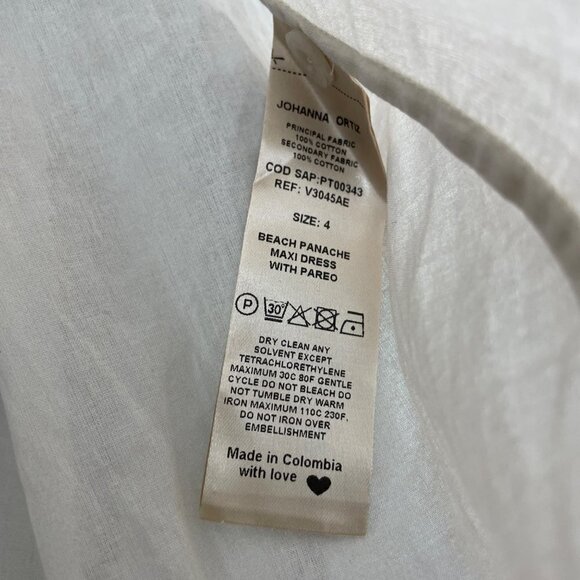 JOHANNA ORTIZ
PRINCIPAL FABRIC
100% COTTON
SECONDARY FABRIC
100% COTTON
COD SAP:PT00343
REF: V3045AE
SIZE: 4
BEACH PANACHE
MAXI DRESS
WITH PAREO
P 30°
DRY CLEAN ANY
SOLVENT EXCEPT
TETRACHLORETHYLENE
MAXIMUM 30C 80F GENTLE
CYCLE DO NOT BLEACH DO
NOT TUMBLE DRY WARM
IRON MAXIMUM 110C 230F.
DO NOT IRON OVER
EMBELLISHMENT
Made in Colombia
with love